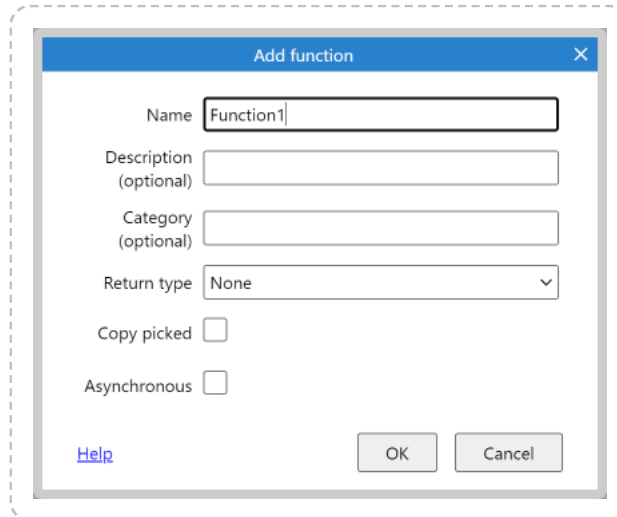 Add function
Name Function1
Description
(optional)
Category
(optional)
Return type None
Copy picked
Asynchronous
Help OK Cancel